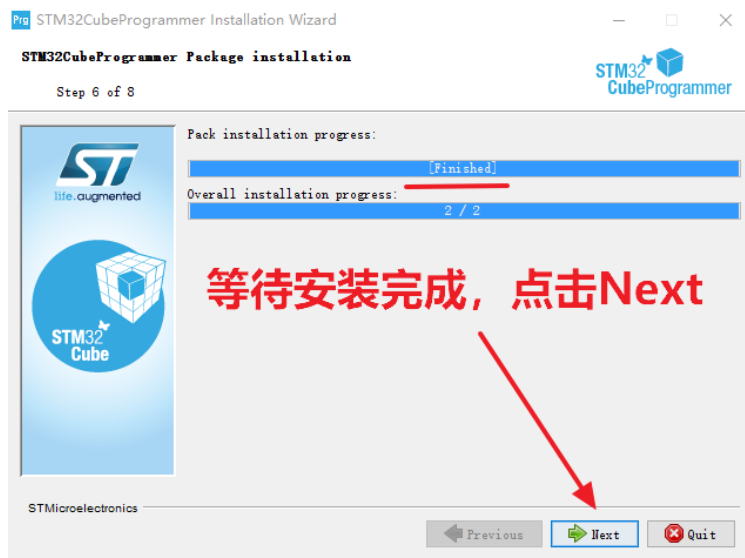 Prg STM32CubeProgrammer Installation Wizard
STM32CubeProgrammer Package installation
Step 6 of 8
STM32
CubeProgrammer
ST
life.augmented
STM32
Cube
Pack installation progress:
[Finished]
Overall installation progress:
2 / 2
等待安装完成，点击Next
STMicroelectronics
Previous
Next
Quit